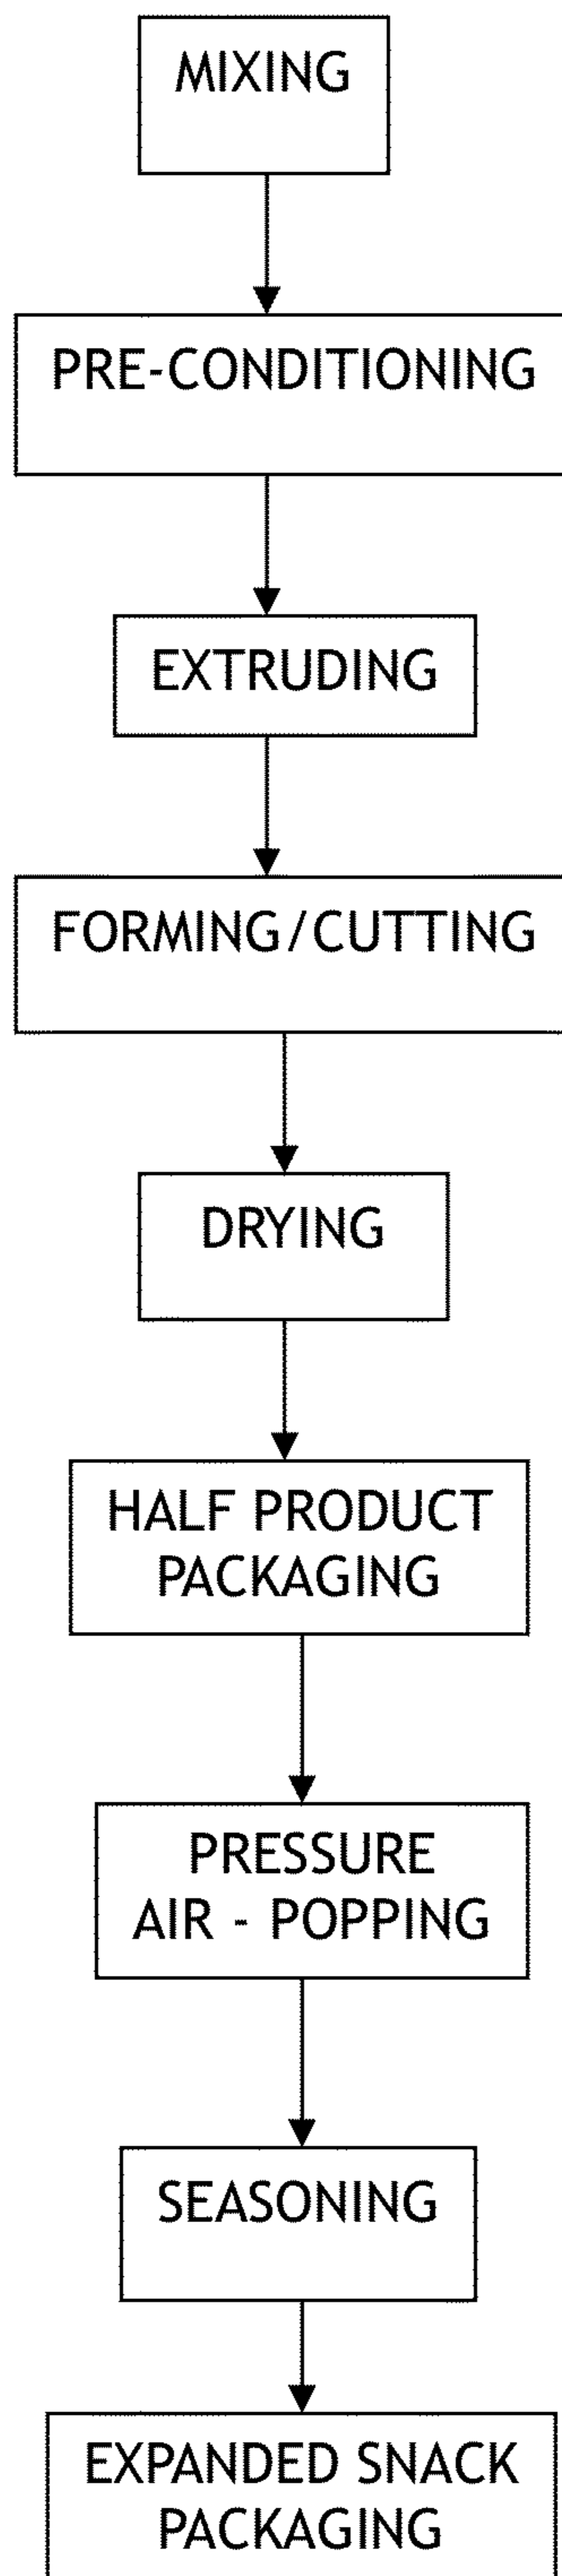 MIXING
PRE-CONDITIONING
EXTRUDING
FORMING/CUTTING
DRYING
HALF PRODUCT
PACKAGING
PRESSURE
AIR - POPPING
SEASONING
EXPANDED SNACK
PACKAGING